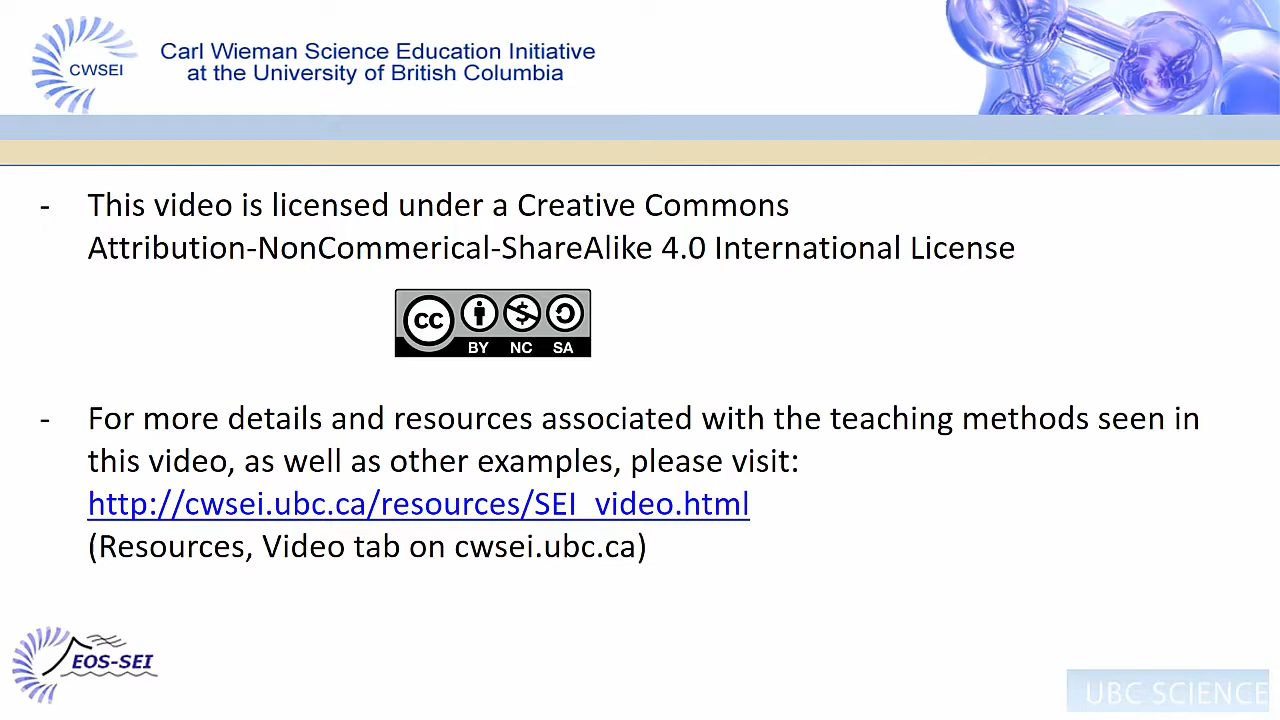 CWSEI
Carl Wieman Science Education Initiative
at the University of British Columbia
- This video is licensed under a Creative Commons
Attribution-NonCommerical-ShareAlike 4.0 International License
cc
BY NC SA
- For more details and resources associated with the teaching methods seen in
this video, as well as other examples, please visit:
http://cwsei.ubc.ca/resources/SEI_video.html
(Resources, Video tab on cwsei.ubc.ca)
EOS-SEI
UBC SCIENCE